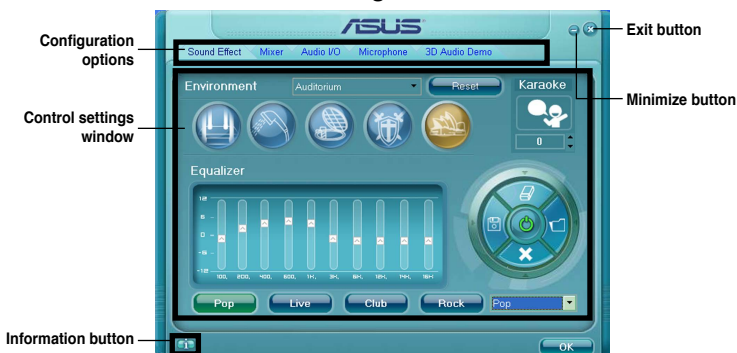 ASUS
Exit button
Configuration
options
Sound Effect Mixer Audio I/O Microphone 3D Audio Demo
Minimize button
Environment Auditorium Reset Karaoke
Control settings
window
0
Equalizer
12
6
0
-6
-12
100, 200, 400, 600, 1K, 3K, 6K, 12K, 14K, 16K
Pop Live Club Rock Pop
Information button
i
OK